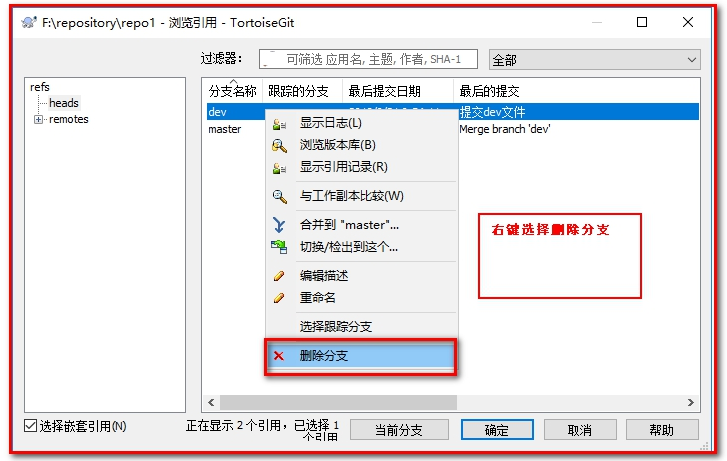 F:\repository\repo1 - 浏览引用 - TortoiseGit
过滤器: 可筛选 应用名, 主题, 作者, SHA-1 全部
refs
heads
remotes
分支名称 跟踪的分支 最后提交日期 最后的提交
dev 提交dev文件
master Merge branch 'dev'
显示日志(L)
浏览版本库(B)
显示引用记录(R)
与工作副本比较(W)
合并到 "master"...
切换/检出到这个...
编辑描述
重命名
选择跟踪分支
删除分支
右键选择删除分支
选择嵌套引用(N)
正在显示 2 个引用，已选择 1
个引用
当前分支 确定 取消 帮助